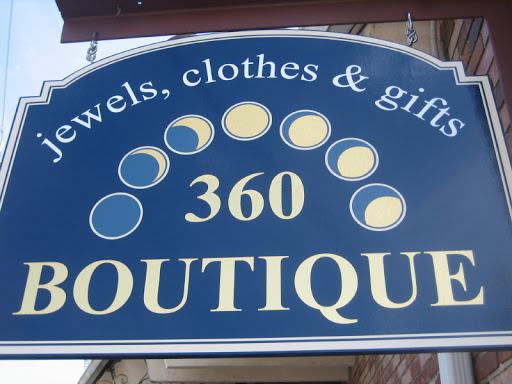 jewels, clothes & gifts
360
BOUTIQUE